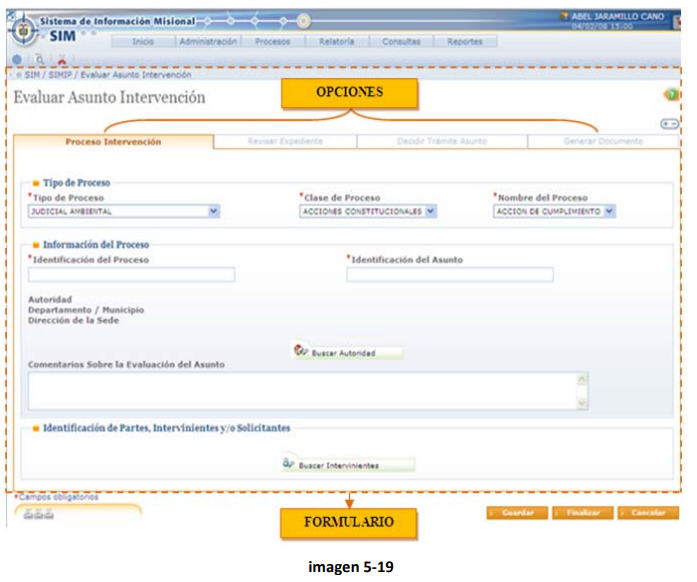 Sistema de Información Misional
SIM
ABEL JARAMILLO CANO
04/02/08 15:00
Inicio Administración Procesos Relatoría Consultas Reportes
SIM / SIMIP / Evaluar Asunto Intervención
Evaluar Asunto Intervención
OPCIONES
Proceso Intervención Revisar Expediente Decidir Trámite Asunto Generar Documento
Tipo de Proceso
*Tipo de Proceso *Clase de Proceso *Nombre del Proceso
JUDICIAL AMBIENTAL ACCIONES CONSTITUCIONALES ACCION DE CUMPLIMIENTO
Información del Proceso
*Identificación del Proceso *Identificación del Asunto
Autoridad
Departamento / Municipio
Dirección de la Sede
Buscar Autoridad
Comentarios Sobre la Evaluación del Asunto
Identificación de Partes, Intervinientes y/o Solicitantes
Buscar Intervinientes
*Campos obligatorios
Guardar Finalizar Cancelar
FORMULARIO
imagen 5-19